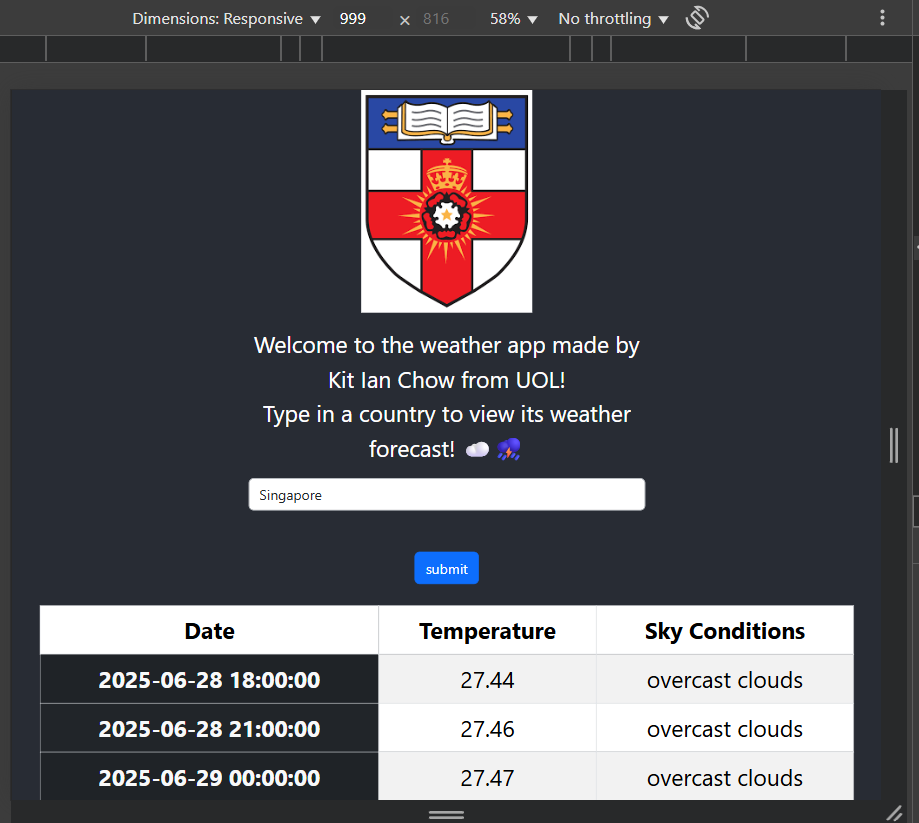 Dimensions: Responsive ▼ 999 × 816 58% ▼ No throttling ▼
Welcome to the weather app made by
Kit Ian Chow from UOL!
Type in a country to view its weather
forecast! ☁️ ⛈️
Singapore
submit
Date Temperature Sky Conditions
2025-06-28 18:00:00 27.44 overcast clouds
2025-06-28 21:00:00 27.46 overcast clouds
2025-06-29 00:00:00 27.47 overcast clouds